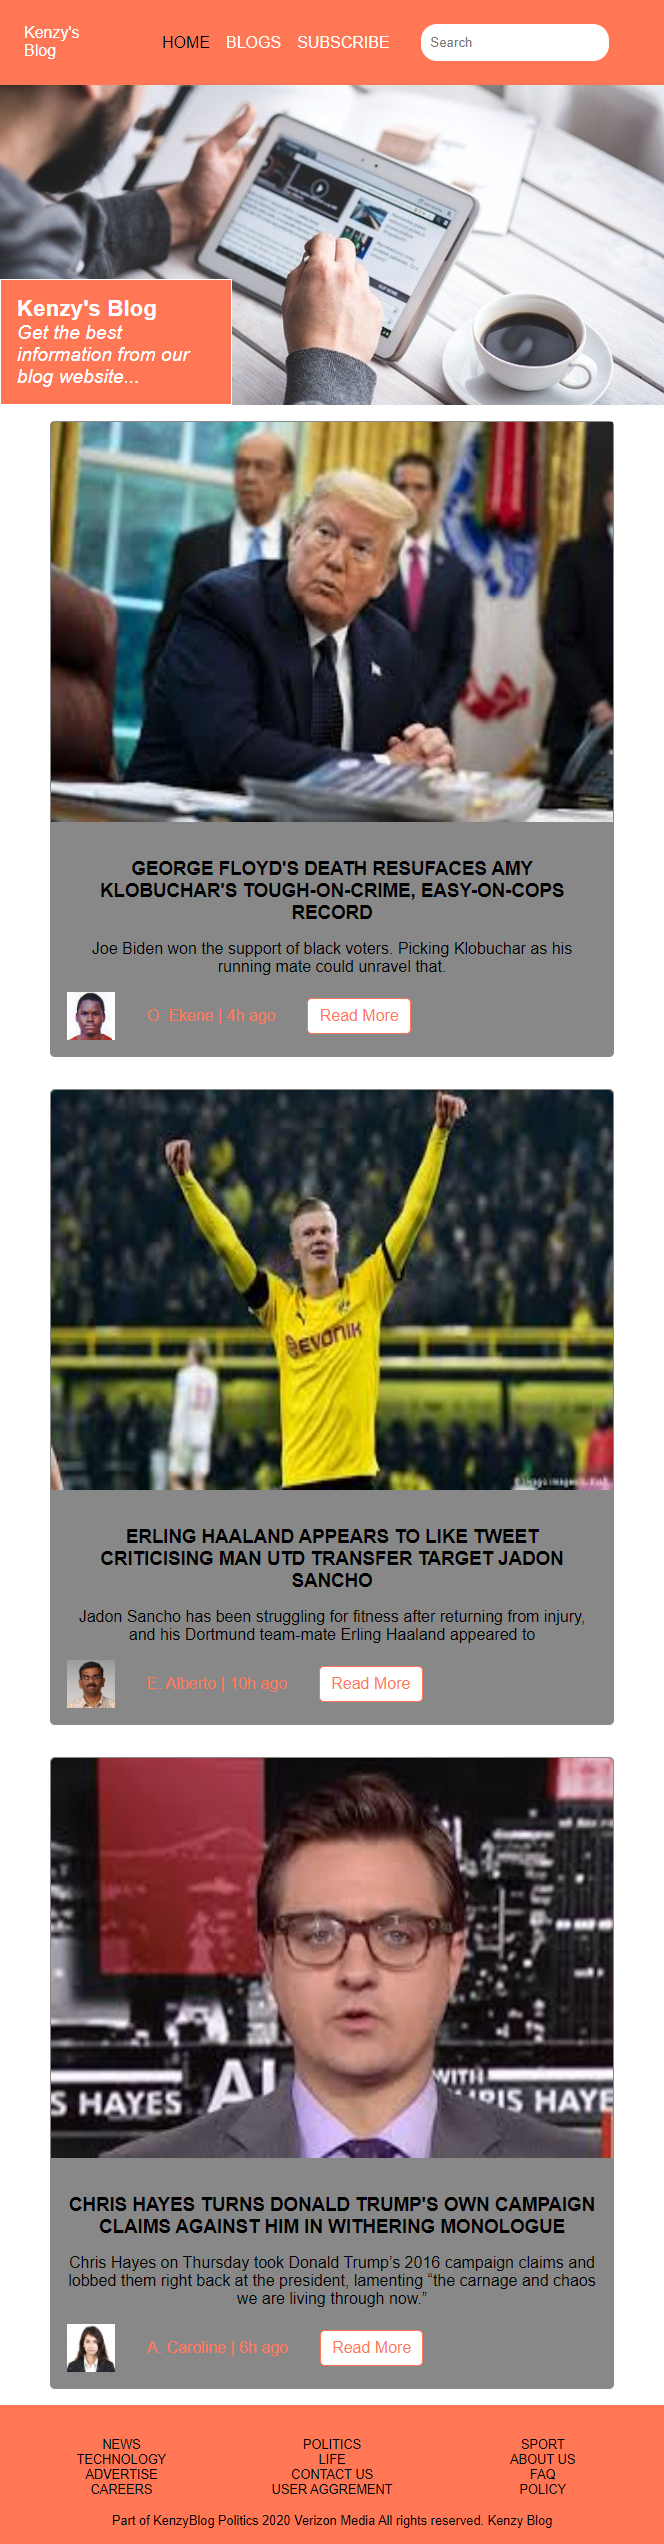 Kenzy's
Blog
HOME BLOGS SUBSCRIBE Search
Kenzy's Blog
Get the best
information from our
blog website...
GEORGE FLOYD'S DEATH RESUFACES AMY
KLOBUCHAR'S TOUGH-ON-CRIME, EASY-ON-COPS
RECORD
Joe Biden won the support of black voters. Picking Klobuchar as his
running mate could unravel that.
O. Ekene | 4h ago Read More
EVONIK
ERLING HAALAND APPEARS TO LIKE TWEET
CRITICISING MAN UTD TRANSFER TARGET JADON
SANCHO
Jadon Sancho has been struggling for fitness after returning from injury,
and his Dortmund team-mate Erling Haaland appeared to
E. Alberto | 10h ago Read More
S HAYES AL WITH
HRIS HAYE
CHRIS HAYES TURNS DONALD TRUMP'S OWN CAMPAIGN
CLAIMS AGAINST HIM IN WITHERING MONOLOGUE
Chris Hayes on Thursday took Donald Trump’s 2016 campaign claims and
lobbed them right back at the president, lamenting “the carnage and chaos
we are living through now.”
A. Caroline | 6h ago Read More
NEWS POLITICS SPORT
TECHNOLOGY LIFE ABOUT US
ADVERTISE CONTACT US FAQ
CAREERS USER AGGREMENT POLICY
Part of KenzyBlog Politics 2020 Verizon Media All rights reserved. Kenzy Blog